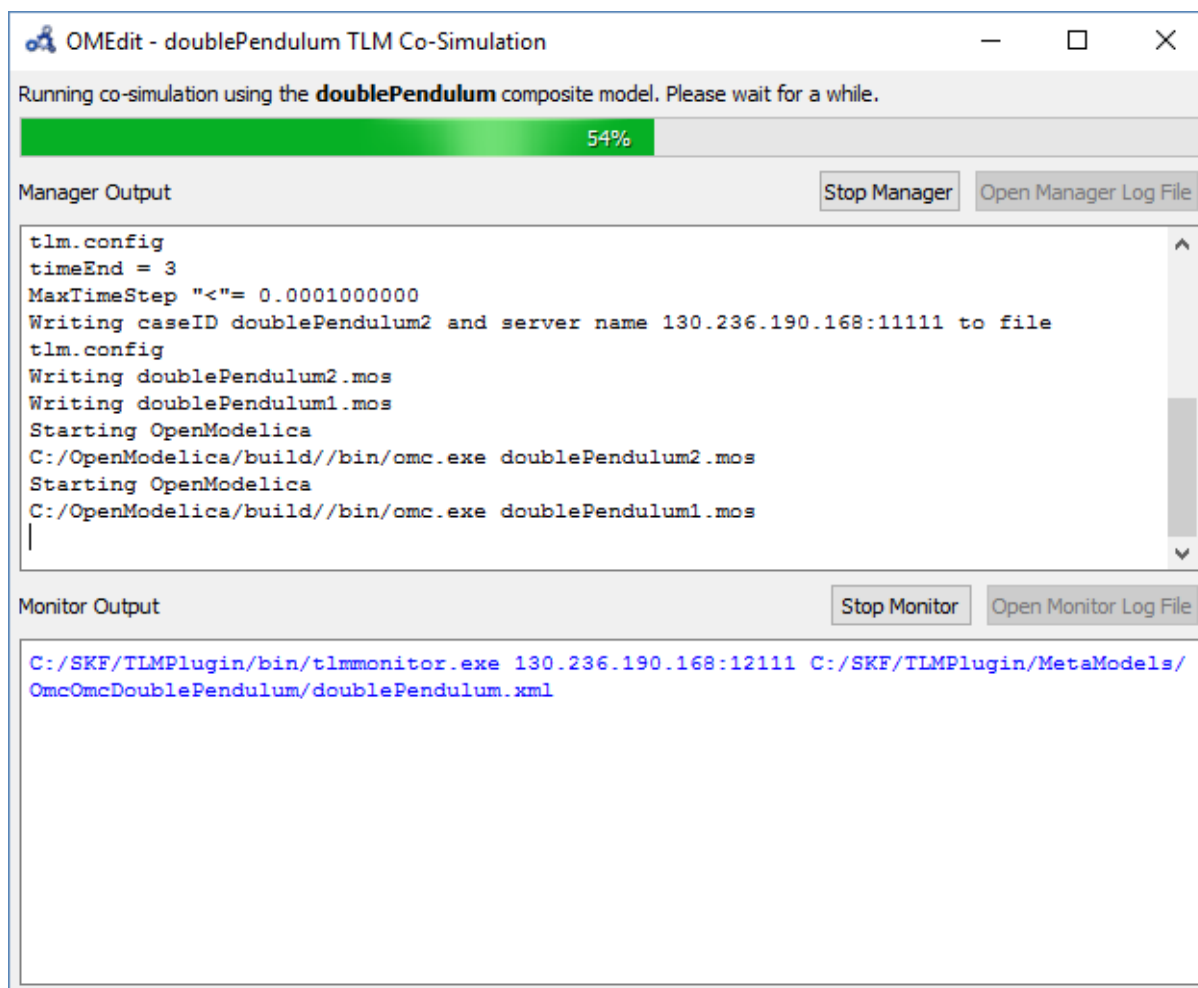 OMEdit - doublePendulum TLM Co-Simulation
Running co-simulation using the doublePendulum composite model. Please wait for a while.
54%
Manager Output
Stop Manager
Open Manager Log File
tlm.config
timeEnd = 3
MaxTimeStep "<"= 0.0001000000
Writing caseID doublePendulum2 and server name 130.236.190.168:11111 to file
tlm.config
Writing doublePendulum2.mos
Writing doublePendulum1.mos
Starting OpenModelica
C:/OpenModelica/build//bin/omc.exe doublePendulum2.mos
Starting OpenModelica
C:/OpenModelica/build//bin/omc.exe doublePendulum1.mos
Monitor Output
Stop Monitor
Open Monitor Log File
C:/SKF/TLMPlugin/bin/tlmmonitor.exe 130.236.190.168:12111 C:/SKF/TLMPlugin/MetaModels/
OmcOmcDoublePendulum/doublePendulum.xml